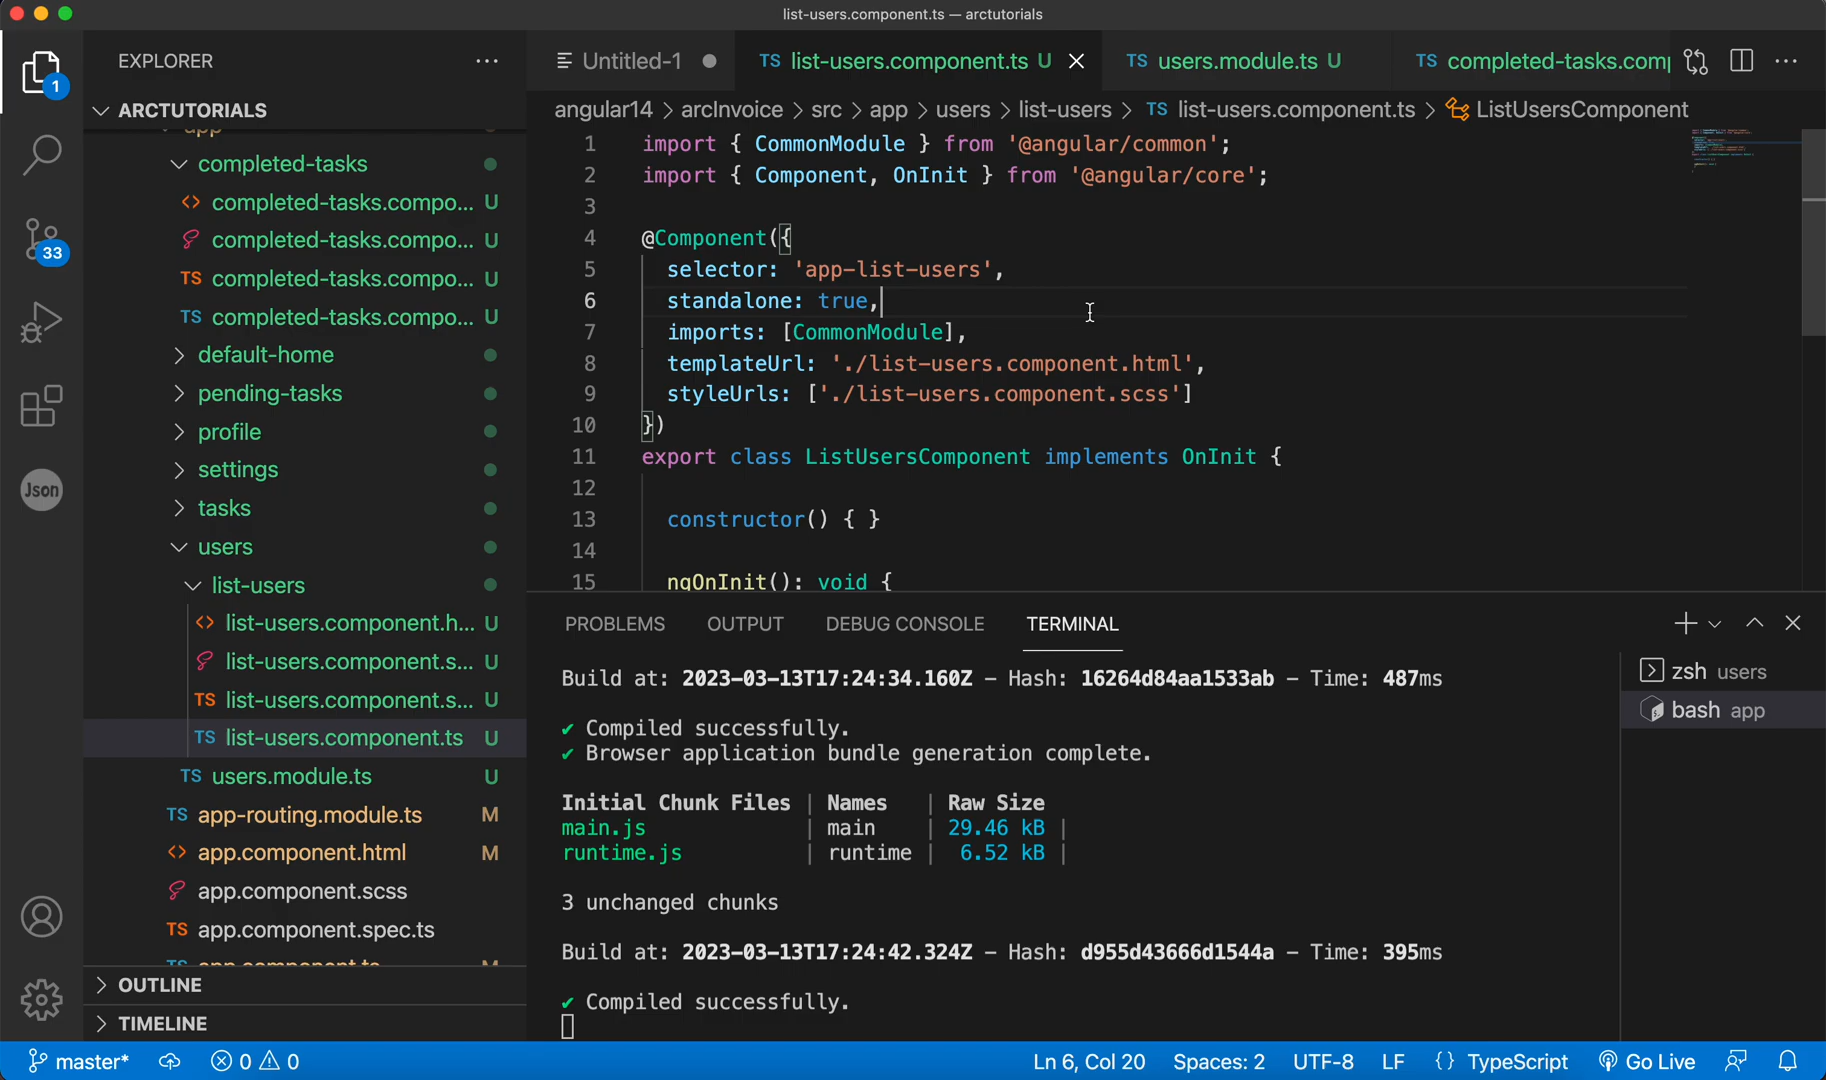 list-users.component.ts — arctutorials
EXPLORER
ARCTUTORIALS
app
completed-tasks
completed-tasks.compo... U
completed-tasks.compo... U
TS completed-tasks.compo... U
TS completed-tasks.compo... U
default-home
pending-tasks
profile
settings
tasks
users
list-users
list-users.component.h... U
list-users.component.s... U
TS list-users.component.s... U
TS list-users.component.ts U
TS users.module.ts U
TS app-routing.module.ts M
app.component.html M
app.component.scss
TS app.component.spec.ts
TS app.component.ts M
OUTLINE
TIMELINE
1
33
Json
Untitled-1
TS list-users.component.ts U
TS users.module.ts U
TS completed-tasks.comp
angular14 > arcInvoice > src > app > users > list-users > TS list-users.component.ts > ListUsersComponent
1 import { CommonModule } from '@angular/common';
2 import { Component, OnInit } from '@angular/core';
3
4 @Component({
5 selector: 'app-list-users',
6 standalone: true,
7 imports: [CommonModule],
8 templateUrl: './list-users.component.html',
9 styleUrls: ['./list-users.component.scss']
10 })
11 export class ListUsersComponent implements OnInit {
12
13 constructor() { }
14
15 ngOnInit(): void {
PROBLEMS OUTPUT DEBUG CONSOLE TERMINAL
Build at: 2023-03-13T17:24:34.160Z - Hash: 16264d84aa1533ab - Time: 487ms
✔ Compiled successfully.
✔ Browser application bundle generation complete.
Initial Chunk Files | Names | Raw Size
main.js | main | 29.46 kB |
runtime.js | runtime | 6.52 kB |
3 unchanged chunks
Build at: 2023-03-13T17:24:42.324Z - Hash: d955d43666d1544a - Time: 395ms
✔ Compiled successfully.
zsh users
bash app
master* 0 0 Ln 6, Col 20 Spaces: 2 UTF-8 LF {} TypeScript Go Live